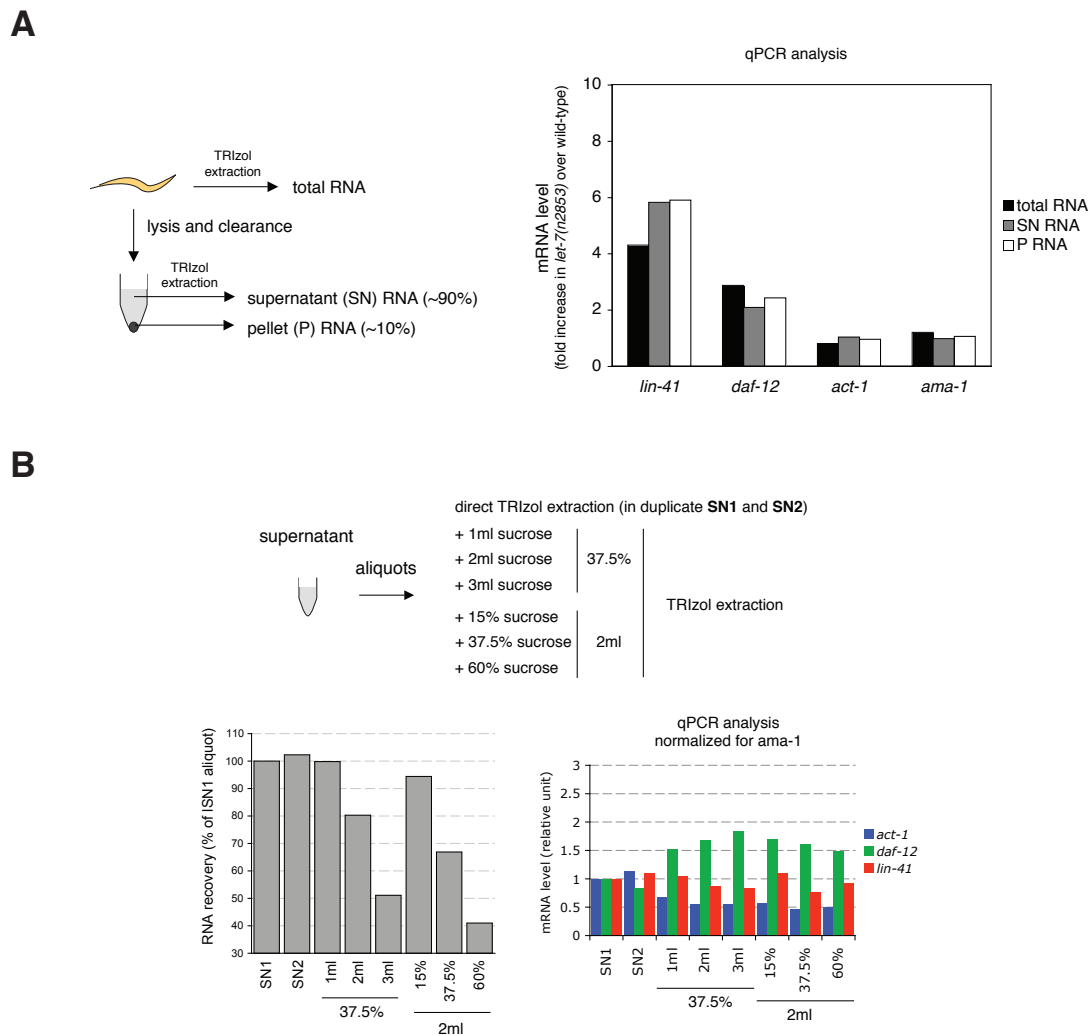 A
qPCR analysis
TRIzol
extraction
total RNA
lysis and clearance
TRIzol
extraction
supernatant (SN) RNA (~90%)
pellet (P) RNA (~10%)
mRNA level
(fold increase in let-7(n2853) over wild-type)
10
8
6
4
2
0
lin-41
daf-12
act-1
ama-1
total RNA
SN RNA
P RNA
B
direct TRIzol extraction (in duplicate SN1 and SN2)
supernatant
aliquots
+ 1ml sucrose
+ 2ml sucrose
+ 3ml sucrose
37.5%
+ 15% sucrose
+ 37.5% sucrose
+ 60% sucrose
2ml
TRIzol extraction
RNA recovery (% of ISN1 aliquot)
110
100
90
80
70
60
50
40
30
SN1
SN2
1ml
2ml
3ml
15%
37.5%
60%
37.5%
2ml
qPCR analysis
normalized for ama-1
mRNA level (relative unit)
3
2.5
2
1.5
1
0.5
0
SN1
SN2
1ml
2ml
3ml
15%
37.5%
60%
37.5%
2ml
act-1
daf-12
lin-41